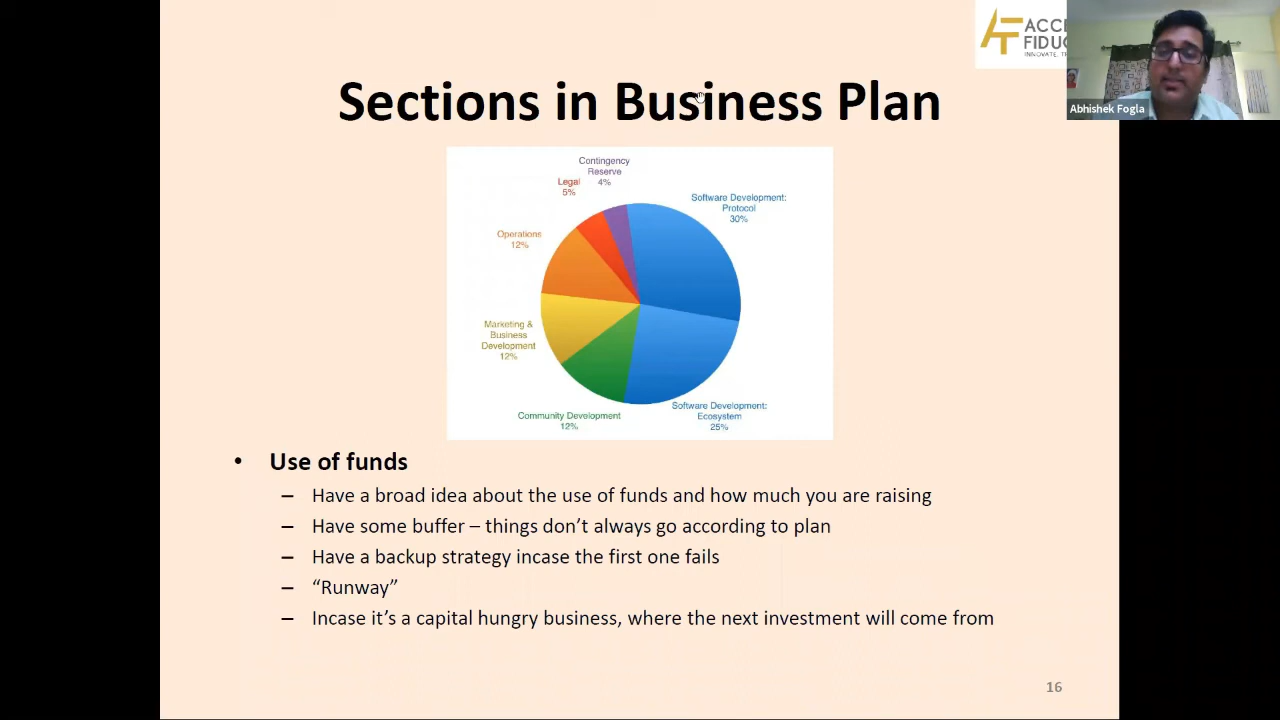 ACCE
FIDUC
INNOVATE. TR
Abhishek Fogla
Sections in Business Plan
Contingency
Reserve
4%
Legal
5%
Software Development:
Protocol
30%
Operations
12%
Marketing &
Business
Development
12%
Community Development
12%
Software Development:
Ecosystem
25%
• Use of funds
– Have a broad idea about the use of funds and how much you are raising
– Have some buffer – things don’t always go according to plan
– Have a backup strategy incase the first one fails
– “Runway”
– Incase it’s a capital hungry business, where the next investment will come from
16